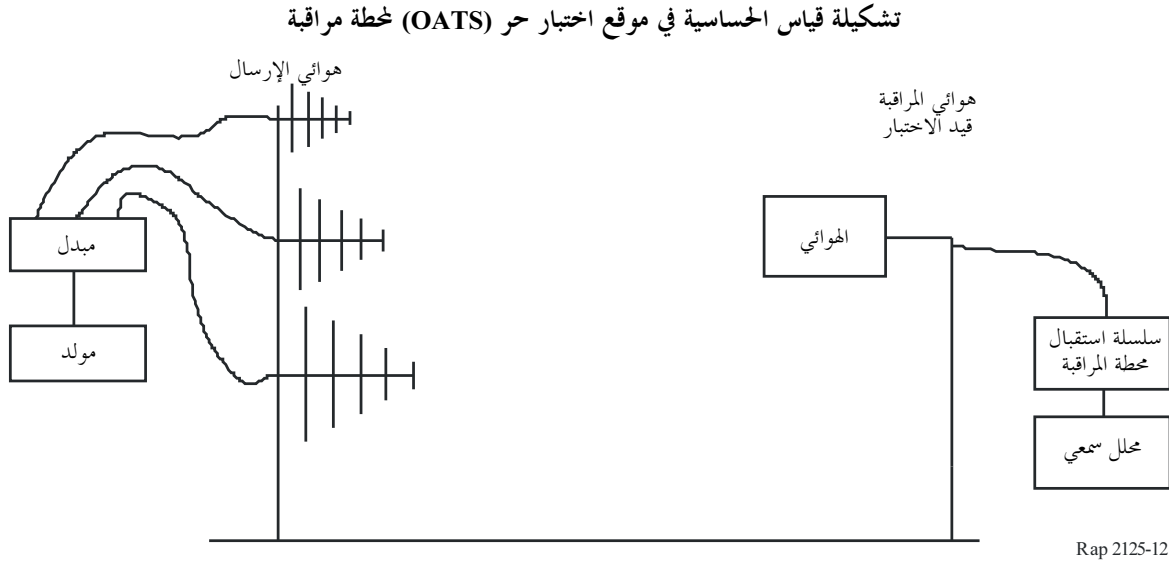 تشكيلة قياس الحساسية في موقع اختبار حر (OATS) لمحطة مراقبة
هوائي الإرسال
هوائي المراقبة
قيد الاختبار
مبدل
الهوائي
مولد
سلسلة استقبال
محطة المراقبة
محلل سمعي
Rap 2125-12